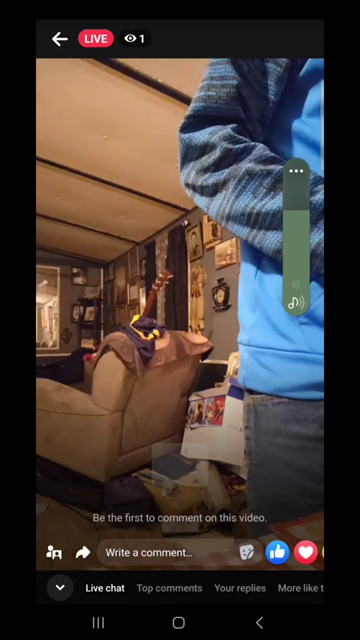 LIVE
1
Be the first to comment on this video.
Write a comment...
Live chat
Top comments
Your replies
More like t